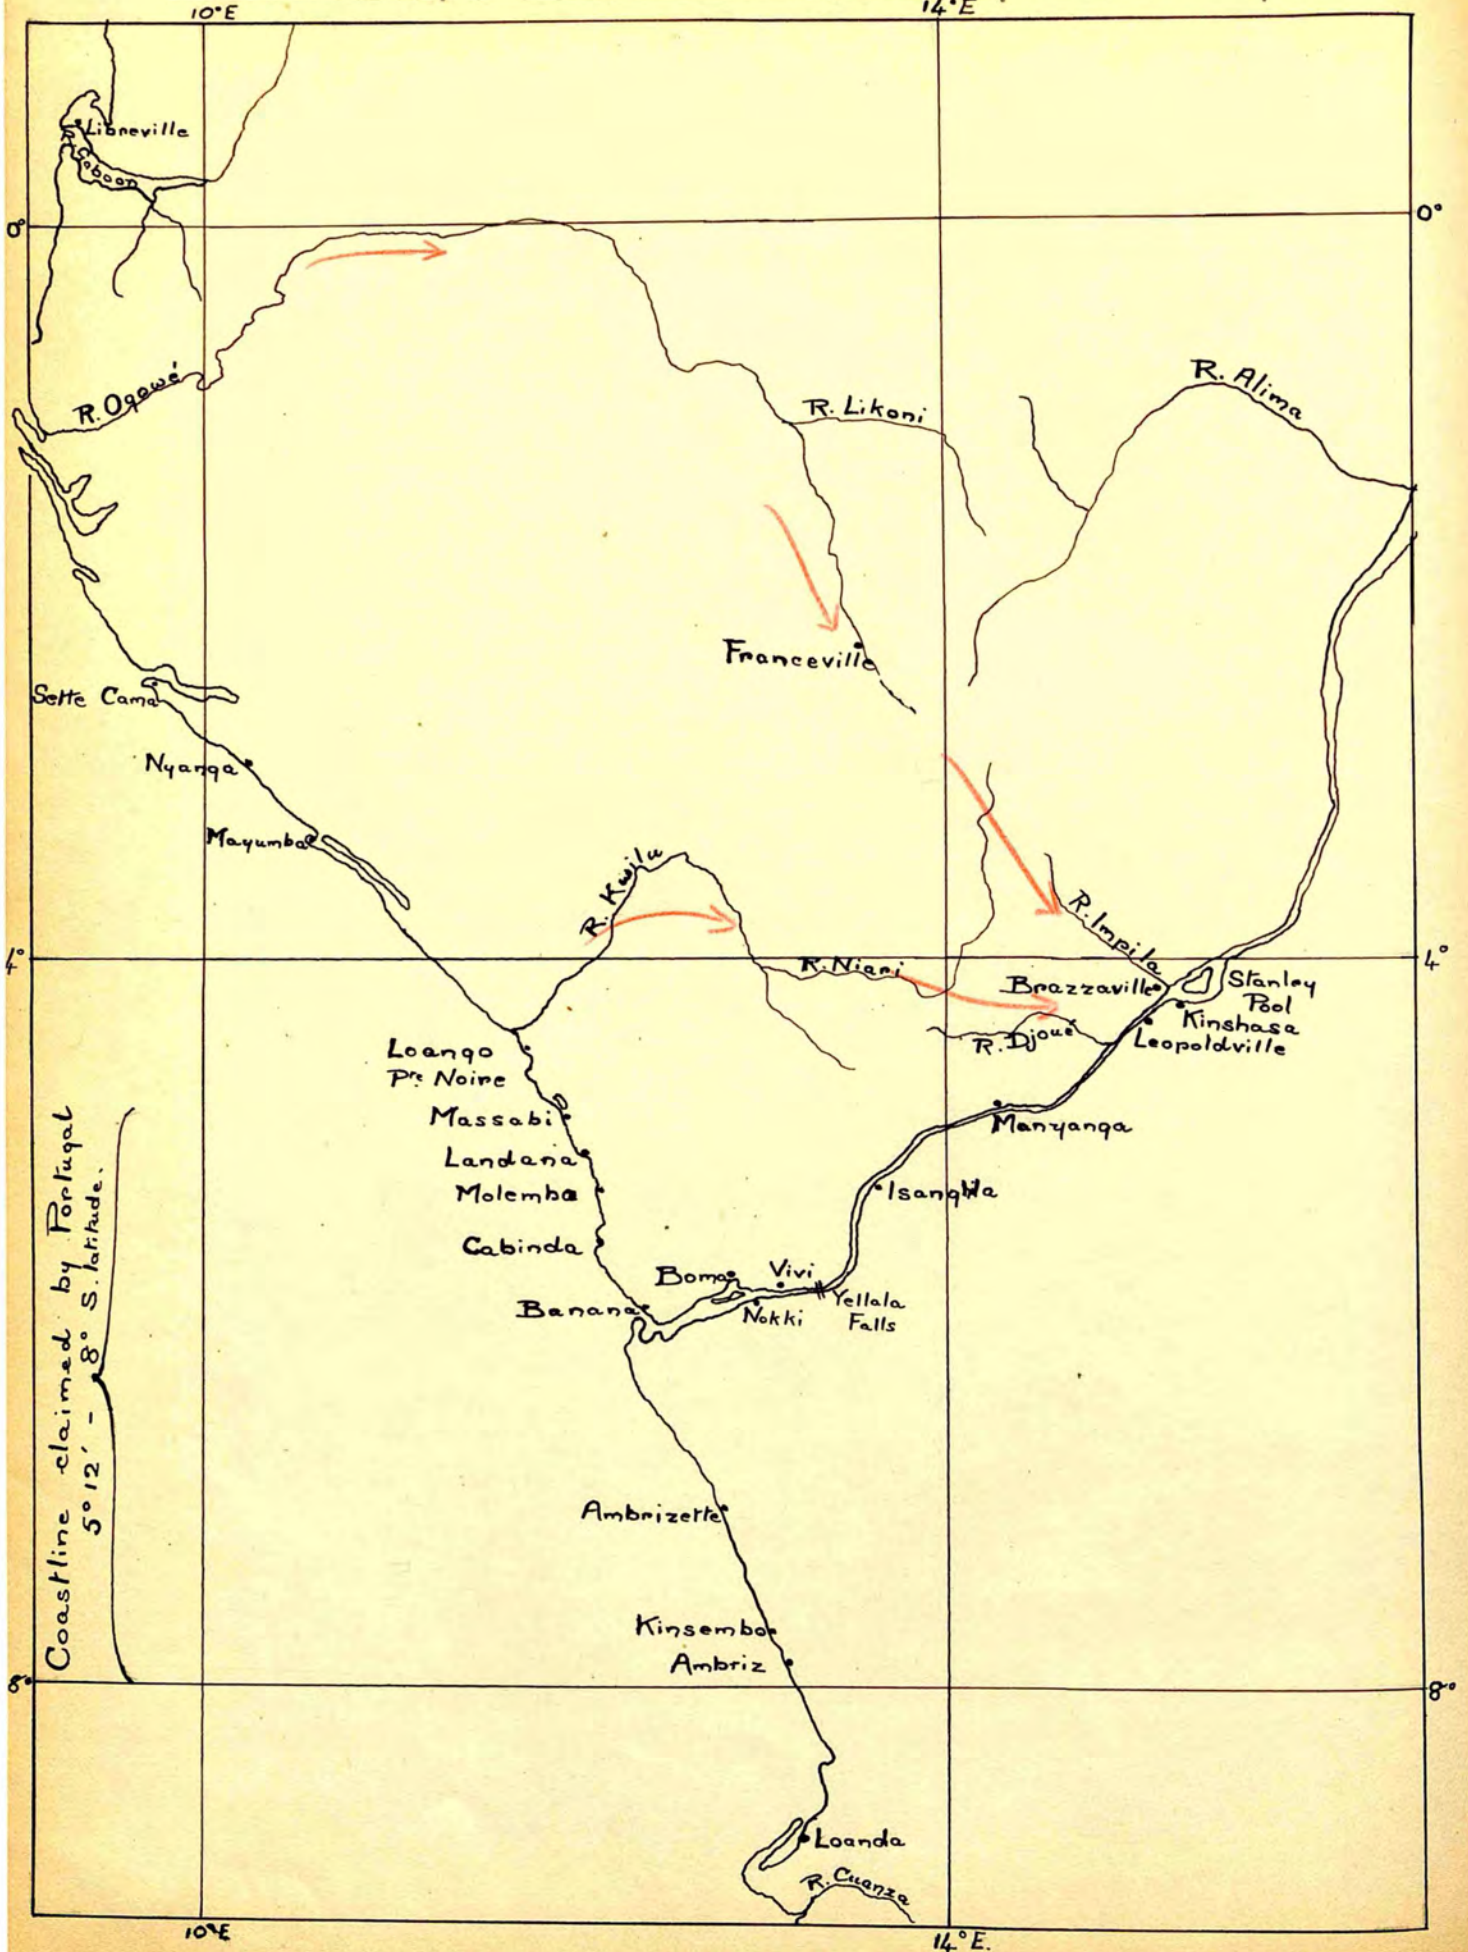 10°E
14°E
Libreville
Gaboon
0°
0°
R. Ogowé
R. Likoni
R. Alima
Franceville
Sette Cama
Nyanga
Mayumba
R. Kwilu
R. Impila
4°
4°
R. Niari
Brazzaville
Stanley
Pool
Kinshasa
Leopoldville
R. Djoué
Loango
Pte Noire
Massabi
Manyanga
Landana
Molemba
Isanghila
Cabinda
Boma
Vivi
Banana
Nokki
Yellala
Falls
Coastline claimed by Portugal
5°12′ - 8° S. latitude.
Ambrizette
Kinsembo
Ambriz
8°
8°
Loanda
R. Cuanza
10°E
14°E.